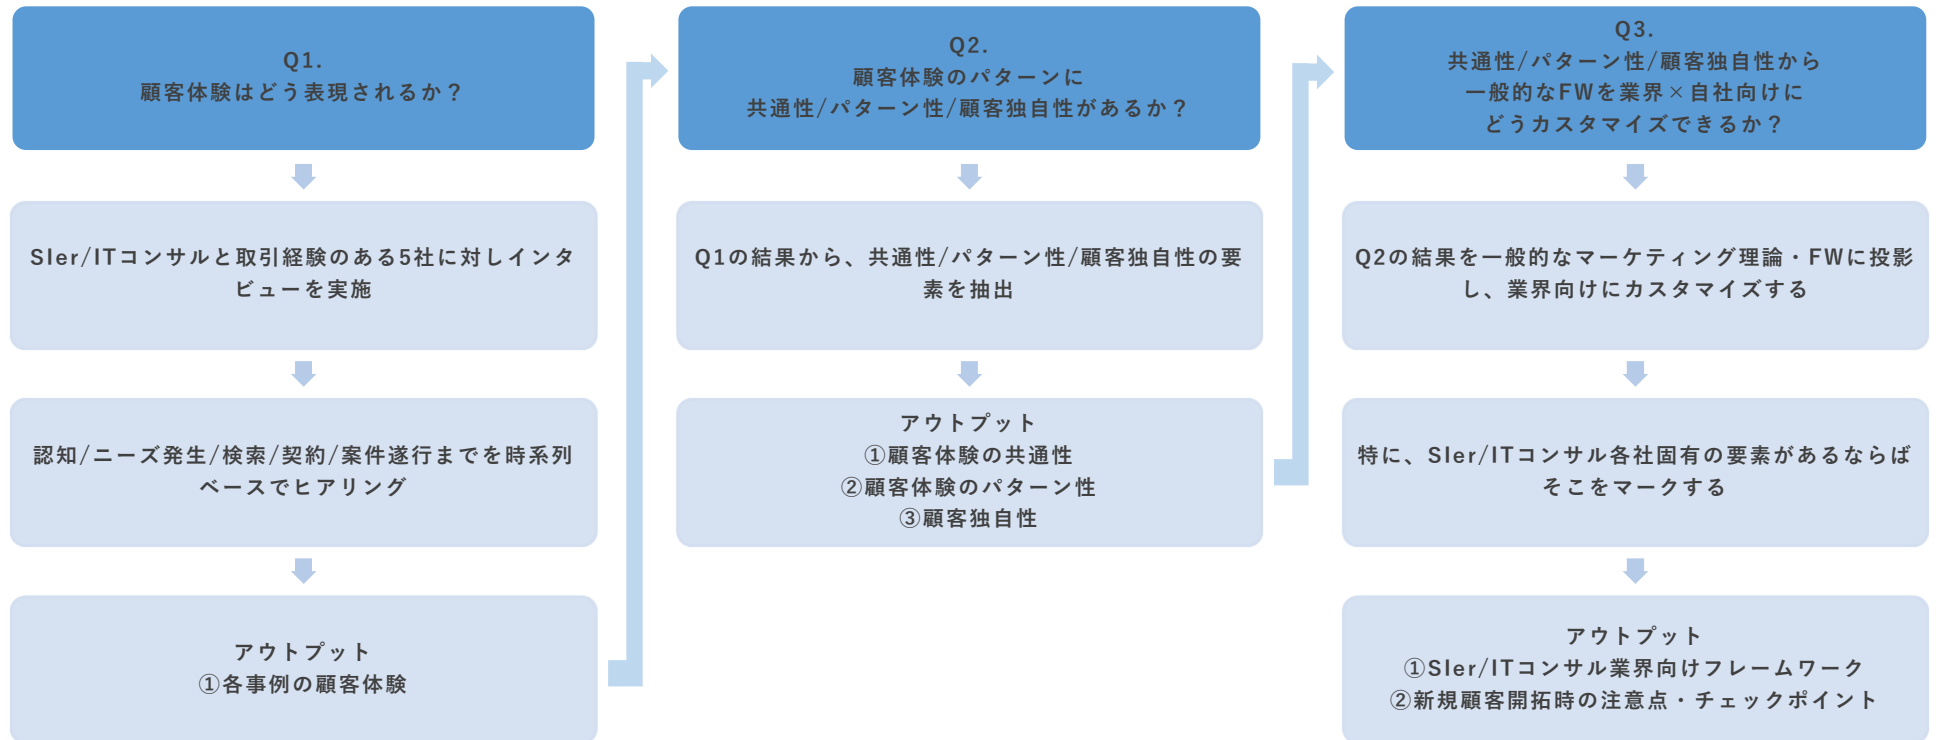 Q1.
顧客体験はどう表現されるか？
SIer/ITコンサルと取引経験のある5社に対しインタ
ビューを実施
認知/ニーズ発生/検索/契約/案件遂行までを時系列
ベースでヒアリング
アウトプット
①各事例の顧客体験
Q2.
顧客体験のパターンに
共通性/パターン性/顧客独自性があるか？
Q1の結果から、共通性/パターン性/顧客独自性の要
素を抽出
アウトプット
①顧客体験の共通性
②顧客体験のパターン性
③顧客独自性
Q3.
共通性/パターン性/顧客独自性から
一般的なFWを業界×自社向けに
どうカスタマイズできるか？
Q2の結果を一般的なマーケティング理論・FWに投影
し、業界向けにカスタマイズする
特に、SIer/ITコンサル各社固有の要素があるならば
そこをマークする
アウトプット
①SIer/ITコンサル業界向けフレームワーク
②新規顧客開拓時の注意点・チェックポイント